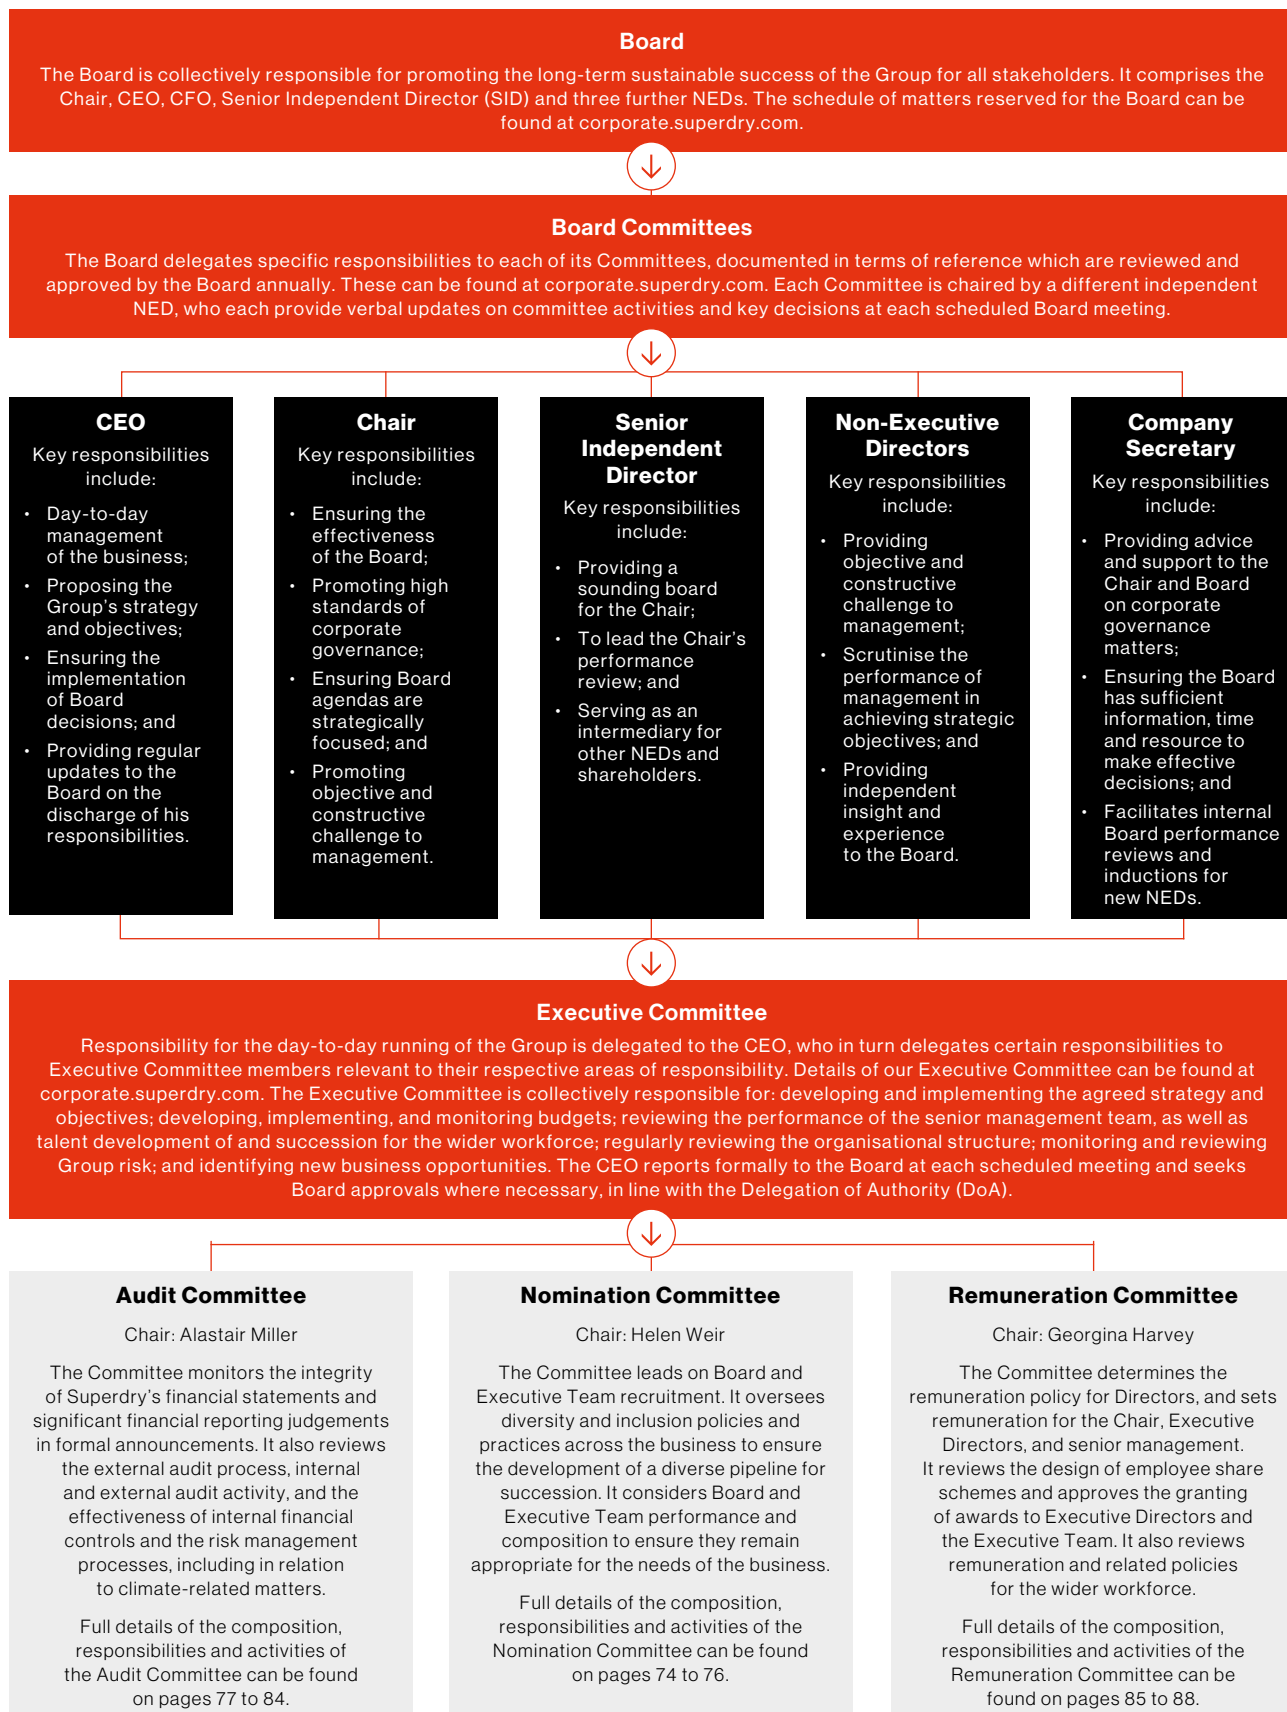 Board
The Board is collectively responsible for promoting the long-term sustainable success of the Group for all stakeholders. It comprises the
Chair, CEO, CFO, Senior Independent Director (SID) and three further NEDs. The schedule of matters reserved for the Board can be
found at corporate.superdry.com.
Board Committees
The Board delegates specific responsibilities to each of its Committees, documented in terms of reference which are reviewed and
approved by the Board annually. These can be found at corporate.superdry.com. Each Committee is chaired by a different independent
NED, who each provide verbal updates on committee activities and key decisions at each scheduled Board meeting.
CEO
Key responsibilities
include:
• Day-to-day
management
of the business;
• Proposing the
Group's strategy
and objectives;
• Ensuring the
implementation
of Board
decisions; and
• Providing regular
updates to the
Board on the
discharge of his
responsibilities.
Chair
Key responsibilities
include:
• Ensuring the
effectiveness
of the Board;
• Promoting high
standards of
corporate
governance;
• Ensuring Board
agendas are
strategically
focused; and
• Promoting
objective and
constructive
challenge to
management.
Senior
Independent
Director
Key responsibilities
include:
• Providing a
sounding board
for the Chair;
• To lead the Chair's
performance
review; and
• Serving as an
intermediary for
other NEDs and
shareholders.
Non-Executive
Directors
Key responsibilities
include:
• Providing
objective and
constructive
challenge to
management;
• Scrutinise the
performance of
management in
achieving strategic
objectives; and
• Providing
independent
insight and
experience
to the Board.
Company
Secretary
Key responsibilities
include:
• Providing advice
and support to the
Chair and Board
on corporate
governance
matters;
• Ensuring the Board
has sufficient
information, time
and resource to
make effective
decisions; and
• Facilitates internal
Board performance
reviews and
inductions for
new NEDs.
Executive Committee
Responsibility for the day-to-day running of the Group is delegated to the CEO, who in turn delegates certain responsibilities to
Executive Committee members relevant to their respective areas of responsibility. Details of our Executive Committee can be found at
corporate.superdry.com. The Executive Committee is collectively responsible for: developing and implementing the agreed strategy and
objectives; developing, implementing, and monitoring budgets; reviewing the performance of the senior management team, as well as
talent development of and succession for the wider workforce; regularly reviewing the organisational structure; monitoring and reviewing
Group risk; and identifying new business opportunities. The CEO reports formally to the Board at each scheduled meeting and seeks
Board approvals where necessary, in line with the Delegation of Authority (DoA).
Audit Committee
Chair: Alastair Miller
The Committee monitors the integrity
of Superdry's financial statements and
significant financial reporting judgements
in formal announcements. It also reviews
the external audit process, internal
and external audit activity, and the
effectiveness of internal financial
controls and the risk management
processes, including in relation
to climate-related matters.
Full details of the composition,
responsibilities and activities of
the Audit Committee can be found
on pages 77 to 84.
Nomination Committee
Chair: Helen Weir
The Committee leads on Board and
Executive Team recruitment. It oversees
diversity and inclusion policies and
practices across the business to ensure
the development of a diverse pipeline for
succession. It considers Board and
Executive Team performance and
composition to ensure they remain
appropriate for the needs of the business.
Full details of the composition,
responsibilities and activities of the
Nomination Committee can be found
on pages 74 to 76.
Remuneration Committee
Chair: Georgina Harvey
The Committee determines the
remuneration policy for Directors, and sets
remuneration for the Chair, Executive
Directors, and senior management.
It reviews the design of employee share
schemes and approves the granting
of awards to Executive Directors and
the Executive Team. It also reviews
remuneration and related policies
for the wider workforce.
Full details of the composition,
responsibilities and activities of the
Remuneration Committee can be
found on pages 85 to 88.